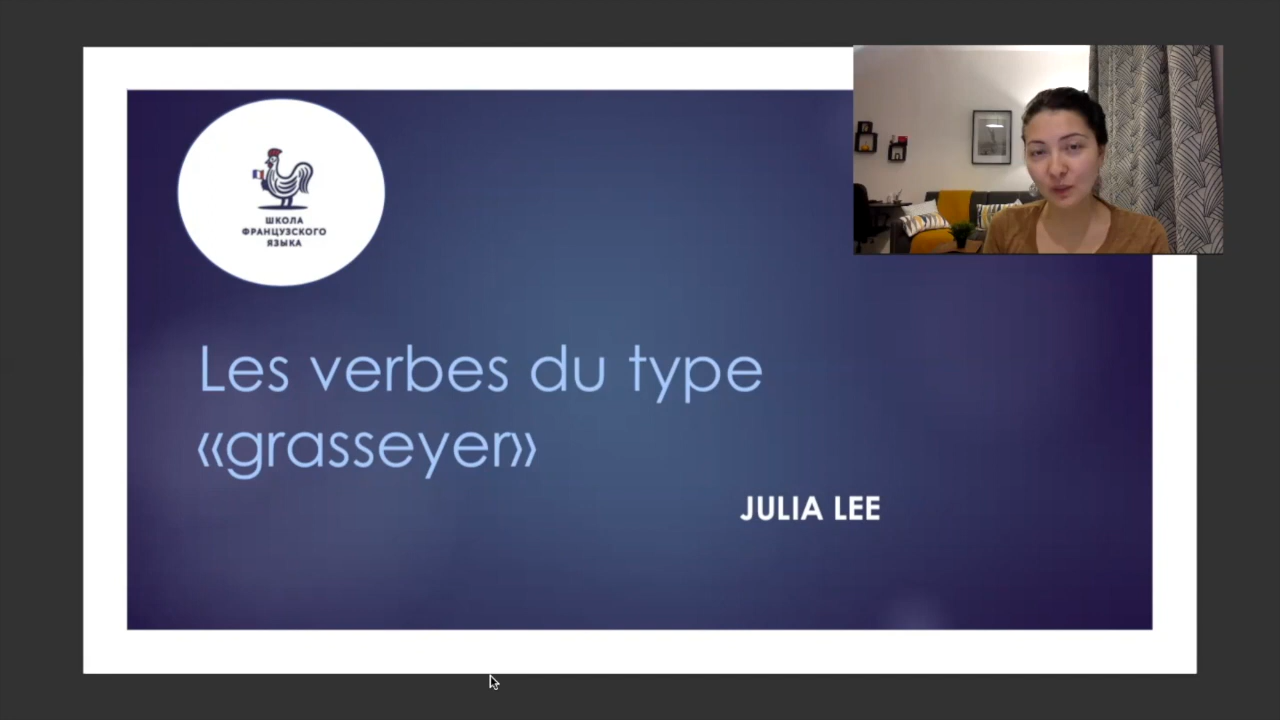 ШКОЛА
ФРАНЦУЗСКОГО
ЯЗЫКА
Les verbes du type
«grasseyer»
JULIA LEE